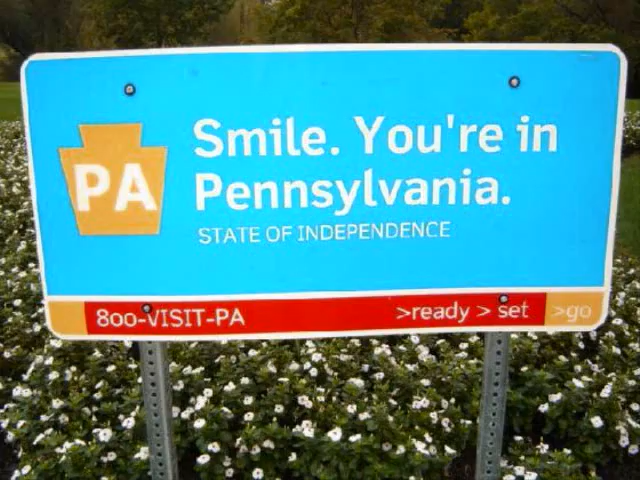 PA
Smile. You're in
Pennsylvania.
STATE OF INDEPENDENCE
800-VISIT-PA >ready > set >go